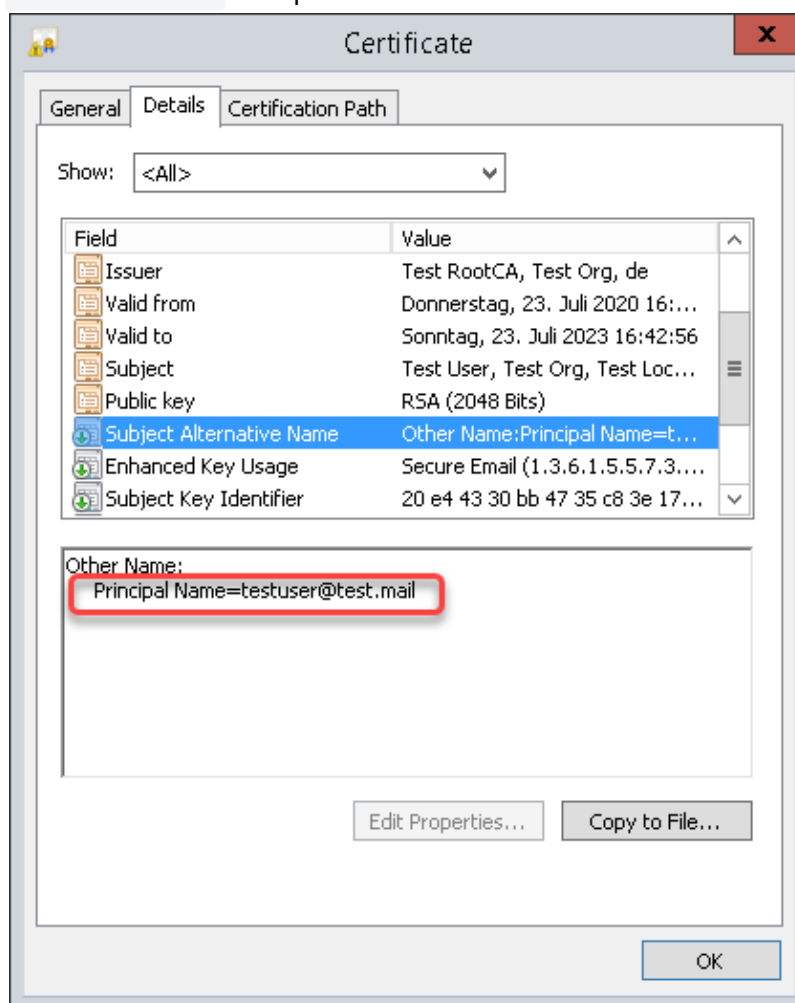 Certificate
x
General Details Certification Path
Show: <All>
Field Value
Issuer Test RootCA, Test Org, de
Valid from Donnerstag, 23. Juli 2020 16:...
Valid to Sonntag, 23. Juli 2023 16:42:56
Subject Test User, Test Org, Test Loc...
Public key RSA (2048 Bits)
Subject Alternative Name Other Name:Principal Name=t...
Enhanced Key Usage Secure Email (1.3.6.1.5.5.7.3....
Subject Key Identifier 20 e4 43 30 bb 47 35 c8 3e 17...
Other Name:
Principal Name=testuser@test.mail
Edit Properties... Copy to File...
OK